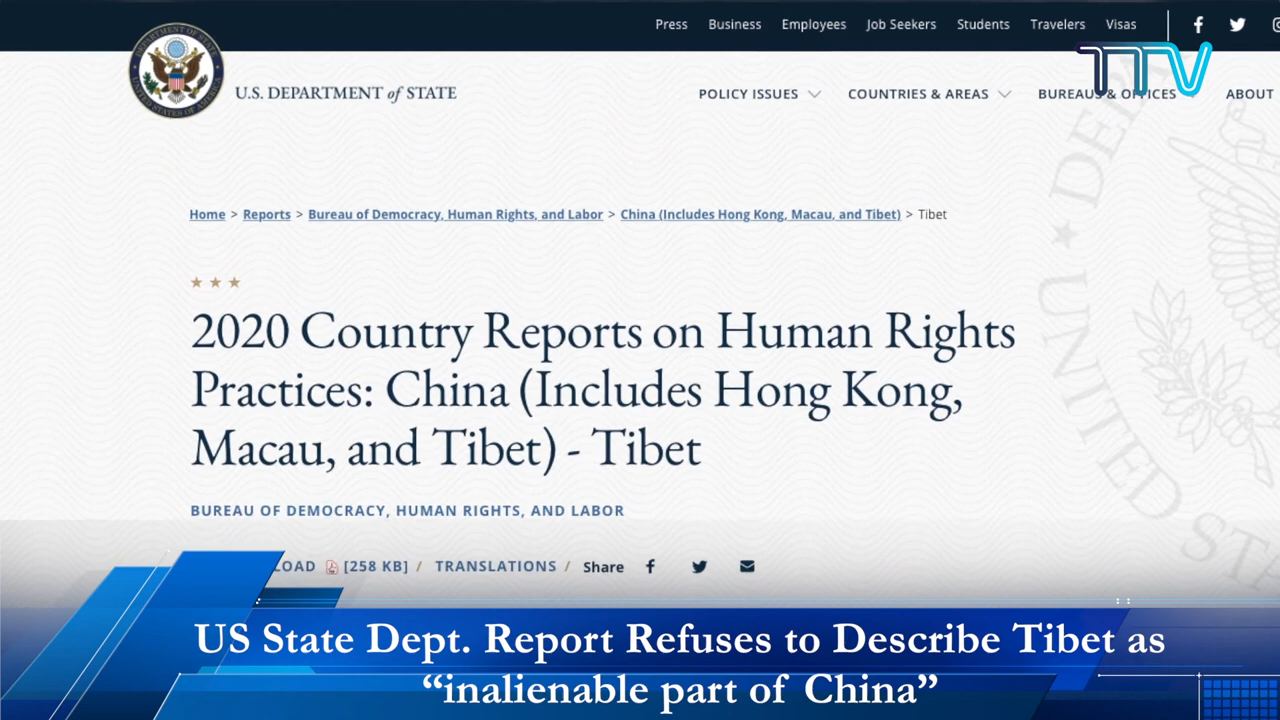 Press Business Employees Job Seekers Students Travelers Visas
TTV
U.S. DEPARTMENT of STATE
POLICY ISSUES COUNTRIES & AREAS BUREAUS & OFFICES ABOUT
Home > Reports > Bureau of Democracy, Human Rights, and Labor > China (Includes Hong Kong, Macau, and Tibet) > Tibet
2020 Country Reports on Human Rights
Practices: China (Includes Hong Kong,
Macau, and Tibet) - Tibet
BUREAU OF DEMOCRACY, HUMAN RIGHTS, AND LABOR
LOAD [258 KB] / TRANSLATIONS / Share
US State Dept. Report Refuses to Describe Tibet as
“inalienable part of China”